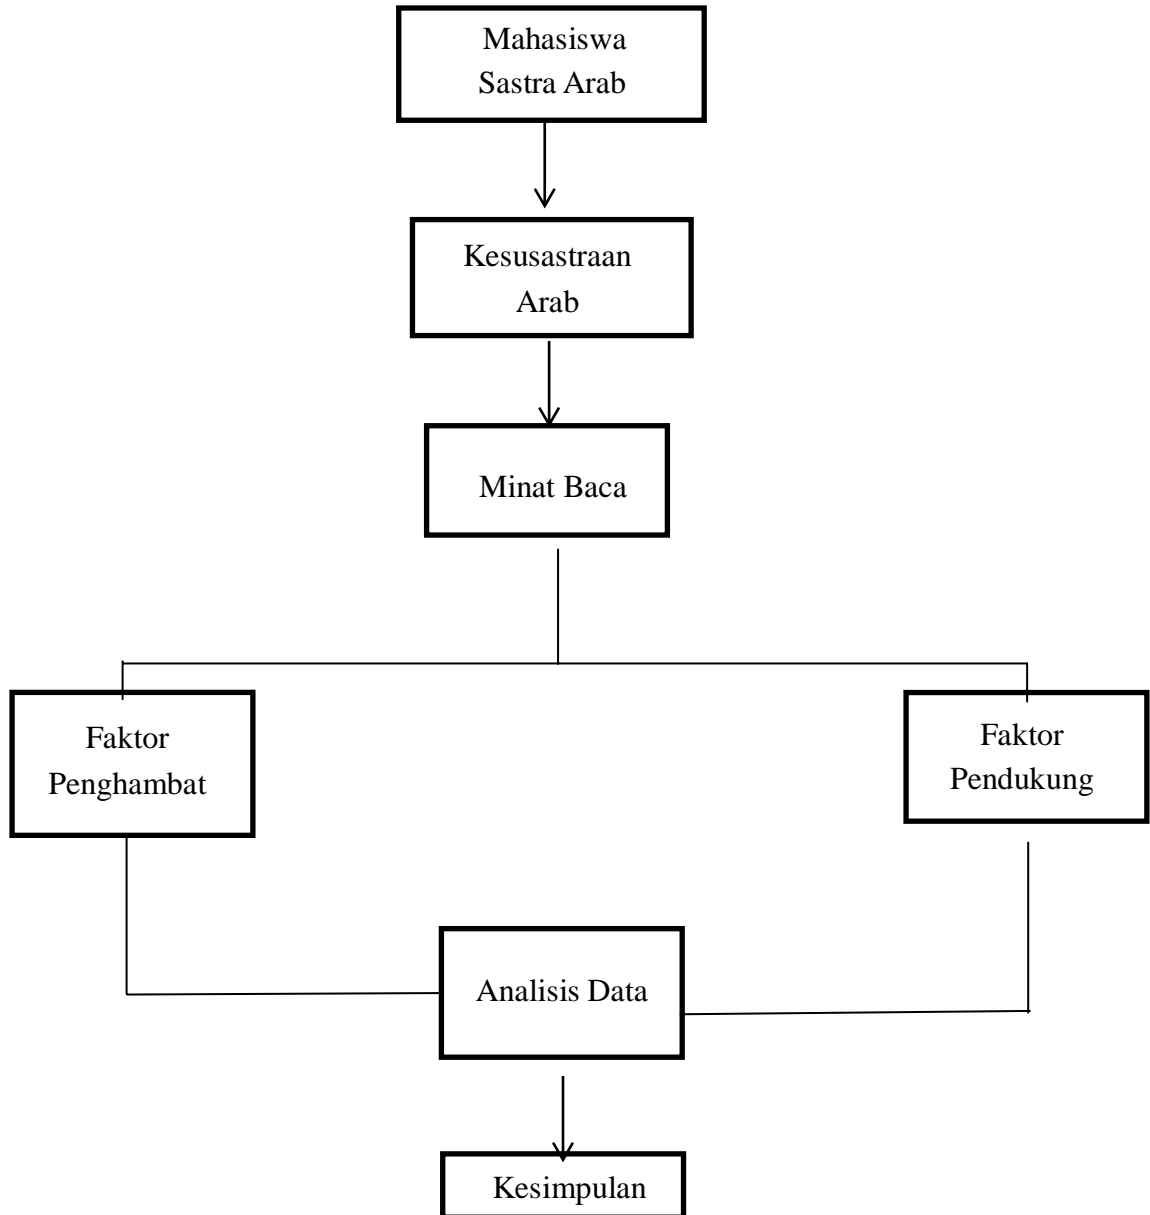 Mahasiswa
Sastra Arab
Kesusastraan
Arab
Minat Baca
Faktor
Penghambat
Faktor
Pendukung
Analisis Data
Kesimpulan